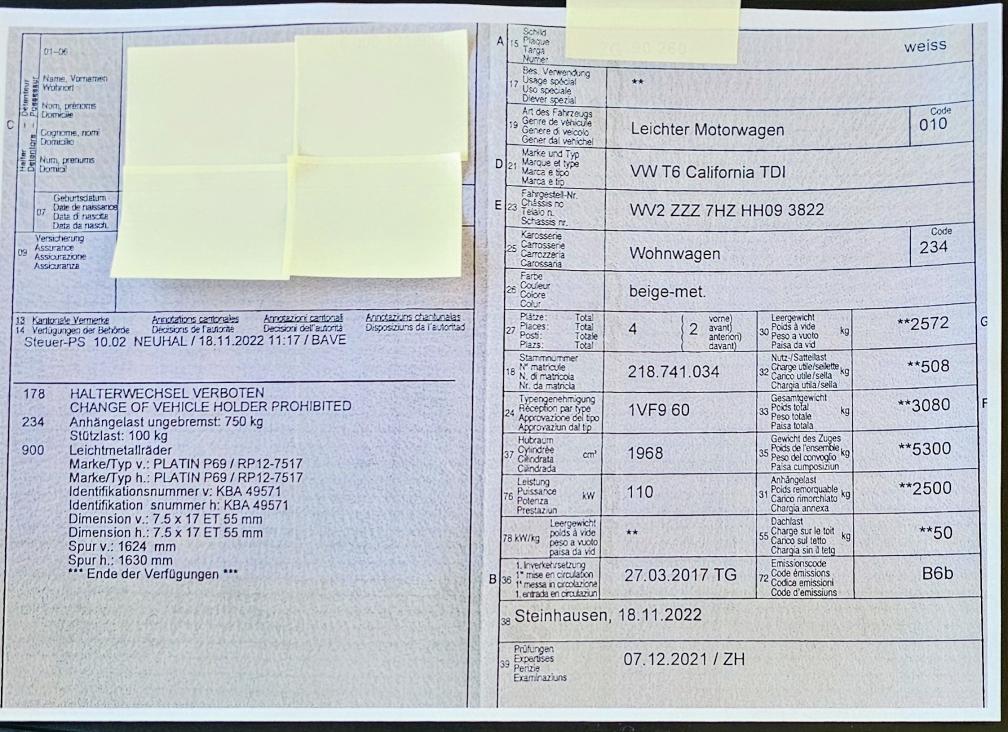 01-06
Halter – Détenteur
Detentore – Possessur
C
Name, Vornamen
Wohnort
Nom, prénoms
Domicile
Cognome, nomi
Domicilio
Num, prenums
Domicil
07
Geburtsdatum
Date de naissance
Data di nascita
Data da nasch.
09
Versicherung
Assurance
Assicurazione
Assicuranza
13 Kantonale Vermerke Annotations cantonales Annotazioni cantonali Annotaziuns chantunalas
14 Verfügungen der Behörde Décisions de l'autorité Decisioni dell'autorità Disposiziuns da l'autoritad
Steuer-PS 10.02 NEUHAL / 18.11.2022 11:17 / BAVE
178 HALTERWECHSEL VERBOTEN
CHANGE OF VEHICLE HOLDER PROHIBITED
234 Anhängelast ungebremst: 750 kg
Stützlast: 100 kg
900 Leichtmetallräder
Marke/Typ v.: PLATIN P69 / RP12-7517
Marke/Typ h.: PLATIN P69 / RP12-7517
Identifikationsnummer v: KBA 49571
Identifikation snummer h: KBA 49571
Dimension v.: 7.5 x 17 ET 55 mm
Dimension h.: 7.5 x 17 ET 55 mm
Spur v.: 1624 mm
Spur h.: 1630 mm
*** Ende der Verfügungen ***
A 15
Schild
Plaque
Targa
Numer
weiss
17
Bes. Verwendung
Usage spécial
Uso speciale
Diever spezial
**
19
Art des Fahrzeugs
Genre de véhicule
Genere di veicolo
Gener dal vehichel
Leichter Motorwagen
Code
010
D 21
Marke und Typ
Marque et type
Marca e tipo
Marca e tip
VW T6 California TDI
E 23
Fahrgestell-Nr.
Châssis no
Telaio n.
Schassis nr.
WV2 ZZZ 7HZ HH09 3822
25
Karosserie
Carrosserie
Carrozzeria
Carossaria
Wohnwagen
Code
234
26
Farbe
Couleur
Colore
Colur
beige-met.
27
Plätze: Total
Places: Total
Posti: Totale
Plazs: Total
4
2
vorne)
avant)
anteriori)
davant)
30
Leergewicht
Poids à vide
Peso a vuoto
Paisa da vid
kg
**2572
G
18
Stammnummer
N° matricule
N. di matricola
Nr. da matricla
218.741.034
32
Nutz-/Sattellast
Charge utile/sellette
Carico utile/sella
Chargia utila/sella
kg
**508
24
Typengenehmigung
Réception par type
Approvazione del tipo
Approvaziun dal tip
1VF9 60
33
Gesamtgewicht
Poids total
Peso totale
Paisa totala
kg
**3080
F
37
Hubraum
Cylindrée
Cilindrata
Cilindrada
cm³
1968
35
Gewicht des Zuges
Poids de l'ensemble
Peso del convoglio
Paisa cumposiziun
kg
**5300
76
Leistung
Puissance
Potenza
Prestaziun
kW
110
31
Anhängelast
Poids remorquable
Carico rimorchiato
Chargia annexa
kg
**2500
78 kW/kg
Leergewicht
poids à vide
peso a vuoto
paisa da vid
**
55
Dachlast
Charge sur le toit
Carico sul tetto
Chargia sin il tetg
kg
**50
B 36
1. Inverkehrsetzung
1re mise en circulation
1a messa in circolazione
1. entrada en circulaziun
27.03.2017 TG
72
Emissionscode
Code émissions
Codice emissioni
Code d'emissiuns
B6b
38 Steinhausen, 18.11.2022
39
Prüfungen
Expertises
Perizie
Examinaziuns
07.12.2021 / ZH